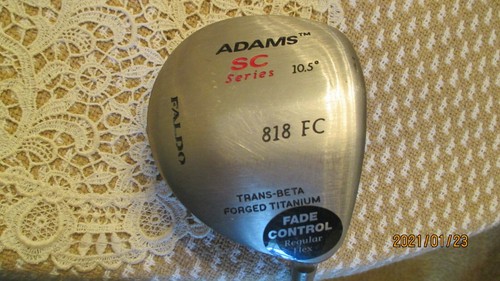 ADAMS™
SC
Series
10.5°
FALDO
818 FC
TRANS-BETA
FORGED TITANIUM
FADE
CONTROL
Regular
Flex
2021/01/23